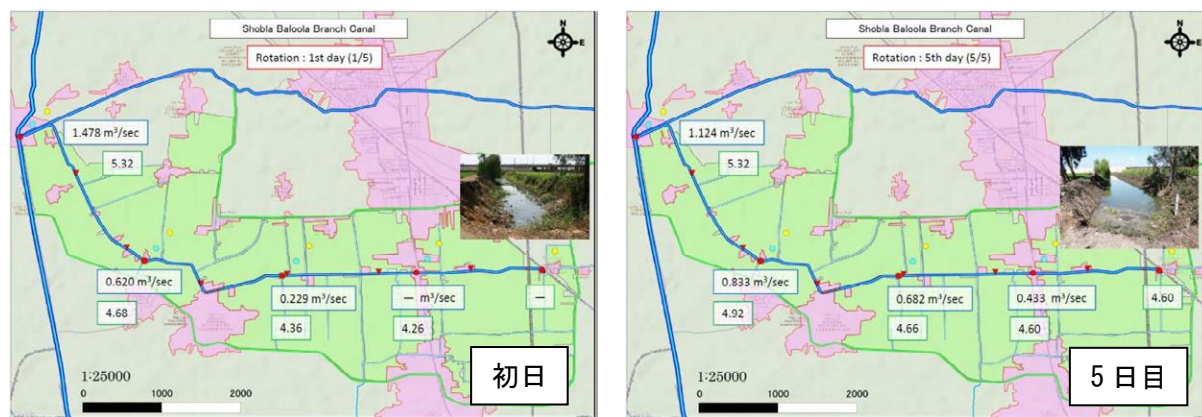 Shobla Baloola Branch Canal
Rotation : 1st day (1/5)
N
E
1.478 m³/sec
5.32
0.620 m³/sec
4.68
0.229 m³/sec
4.36
— m³/sec
4.26
—
1:25000
0 1000 2000
初日
Shobla Baloola Branch Canal
Rotation : 5th day (5/5)
N
E
1.124 m³/sec
5.32
0.833 m³/sec
4.92
0.682 m³/sec
4.66
0.433 m³/sec
4.60
4.60
1:25000
0 1000 2000
5日目